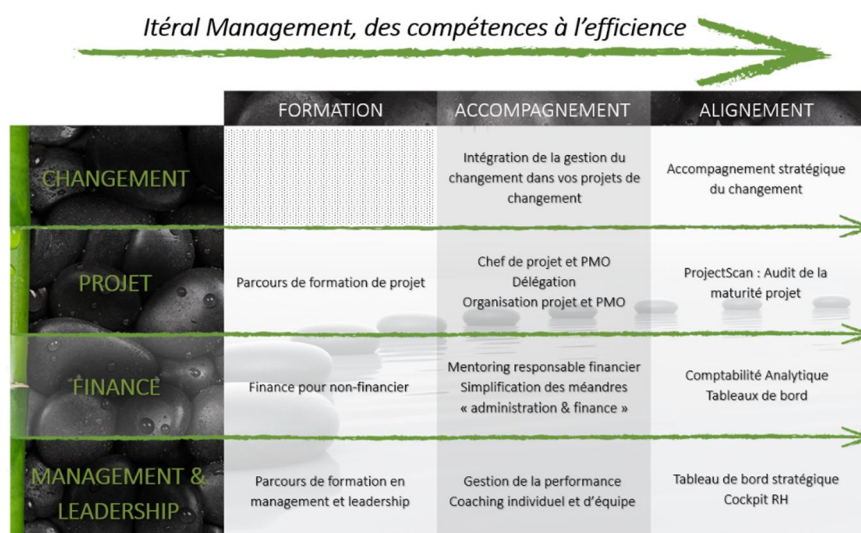 Itéral Management, des compétences à l’efficience
FORMATION
ACCOMPAGNEMENT
ALIGNEMENT
CHANGEMENT
Intégration de la gestion du
changement dans vos projets de
changement
Accompagnement stratégique
du changement
PROJET
Parcours de formation de projet
Chef de projet et PMO
Délégation
Organisation projet et PMO
ProjectScan : Audit de la
maturité projet
FINANCE
Finance pour non-financier
Mentoring responsable financier
Simplification des méandres
« administration & finance »
Comptabilité Analytique
Tableaux de bord
MANAGEMENT &
LEADERSHIP
Parcours de formation en
management et leadership
Gestion de la performance
Coaching individuel et d’équipe
Tableau de bord stratégique
Cockpit RH